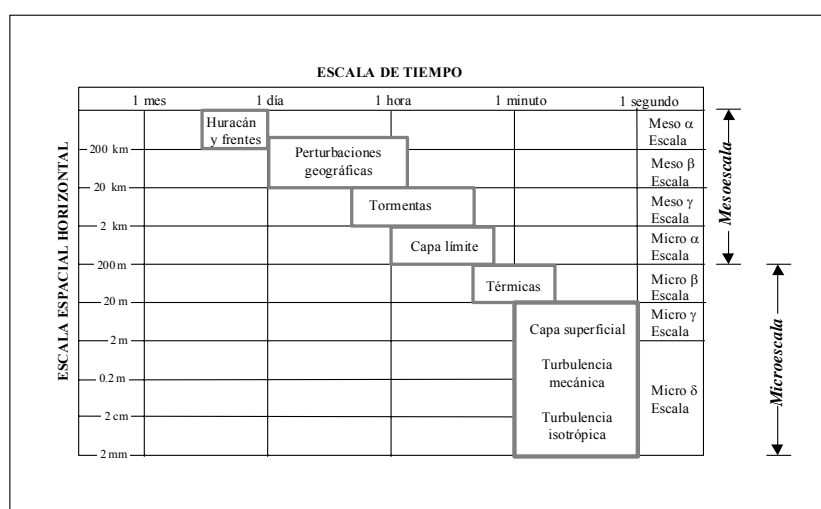 ESCALA DE TIEMPO
1 mes 1 día 1 hora 1 minuto 1 segundo
ESCALA ESPACIAL HORIZONTAL
Huracán
y frentes
Meso α
Escala
200 km
Perturbaciones
geográficas
Meso β
Escala
20 km
Tormentas
Meso γ
Escala
2 km
Capa límite
Micro α
Escala
200 m
Térmicas
Micro β
Escala
20 m
Capa superficial
Micro γ
Escala
2 m
Turbulencia
mecánica
0.2 m
Micro δ
Escala
2 cm
Turbulencia
isotrópica
2 mm
Mesoescala
Microescala